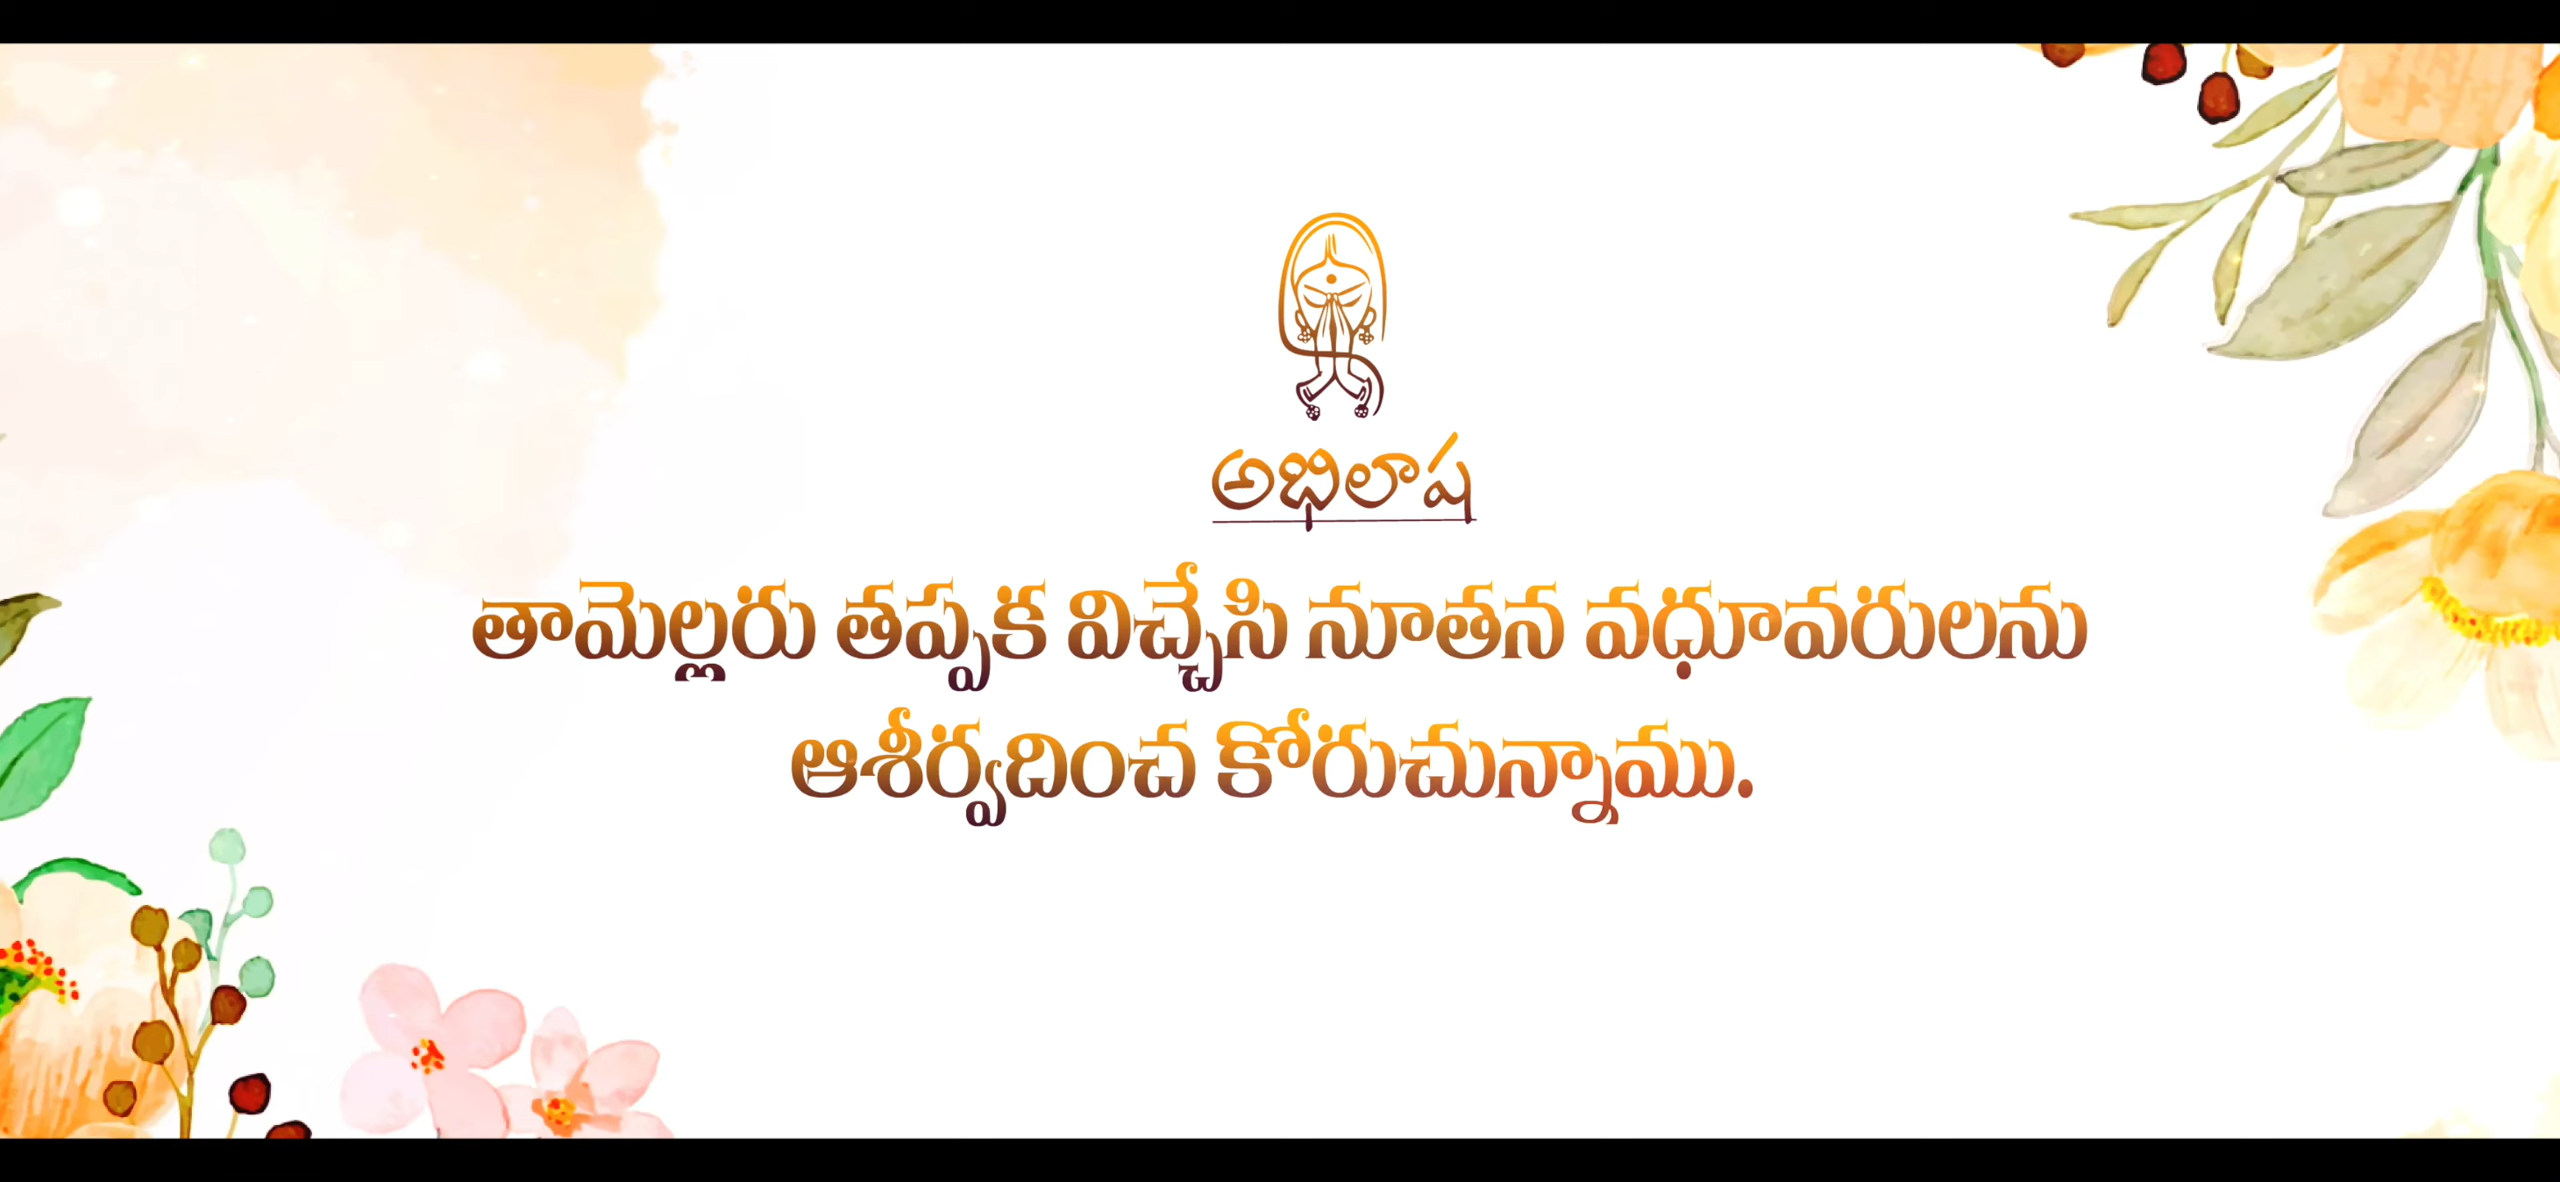 అభిలాష
తామెల్లరు తప్పక విచ్చేసి నూతన వధూవరులను
ఆశీర్వదించ కోరుచున్నాము.